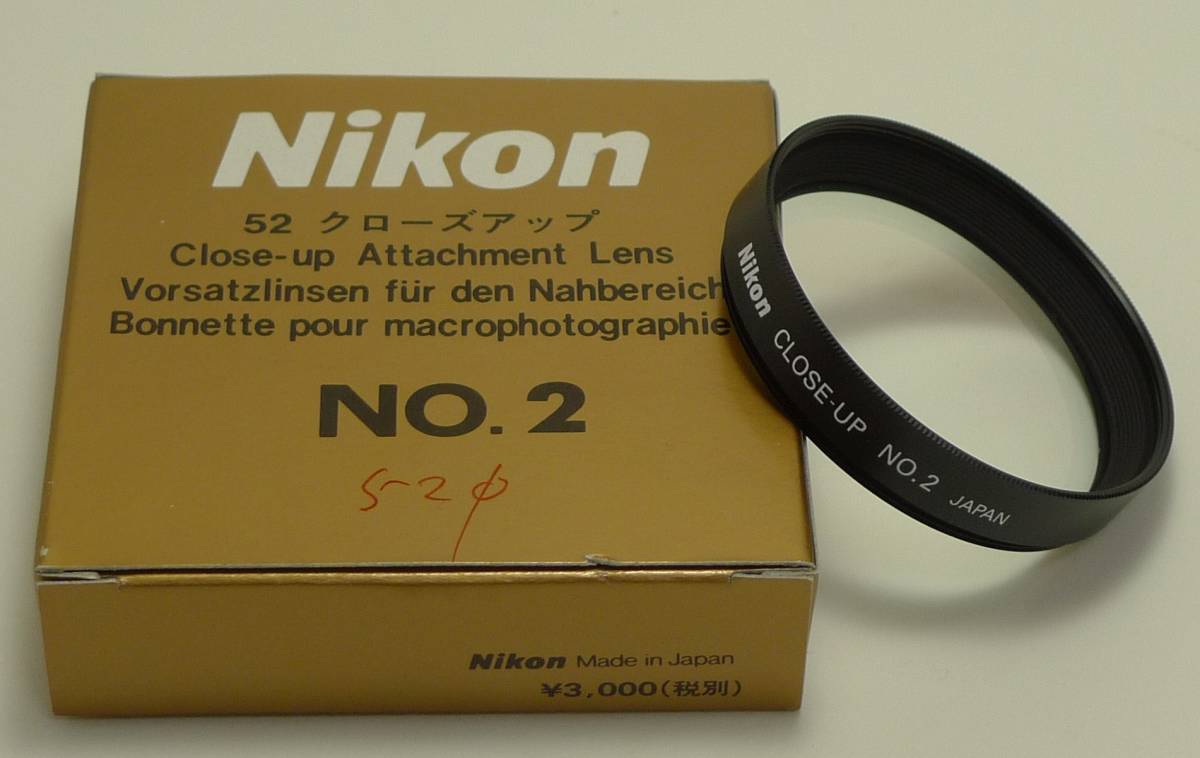 Nikon
52 クローズアップ
Close-up Attachment Lens
Vorsatzlinsen für den Nahbereich
Bonnette pour macrophotographie
NO. 2
52φ
Nikon Made in Japan
¥3,000(税別)
Nikon CLOSE-UP NO.2 JAPAN